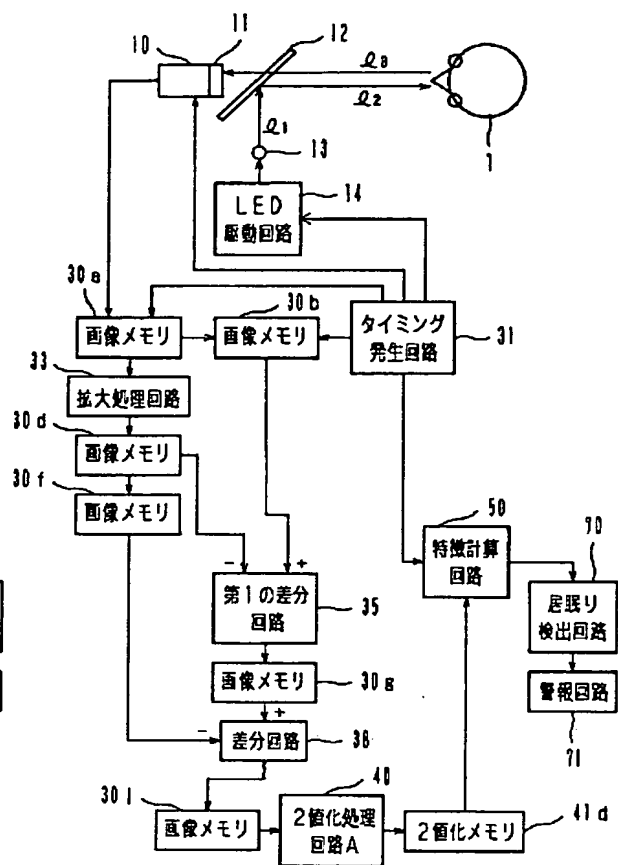 10
11
12
ℓ3
ℓ2
ℓ1
13
1
14
LED
駆動回路
30a
画像メモリ
30b
画像メモリ
タイミング
発生回路
31
33
拡大処理回路
30d
画像メモリ
30f
画像メモリ
50
特徴計算
回路
70
居眠り
検出回路
警報回路
71
-
+
第1の差分
回路
35
画像メモリ
30g
-
+
差分回路
38
30i
画像メモリ
40
2値化処理
回路A
2値化メモリ
41d